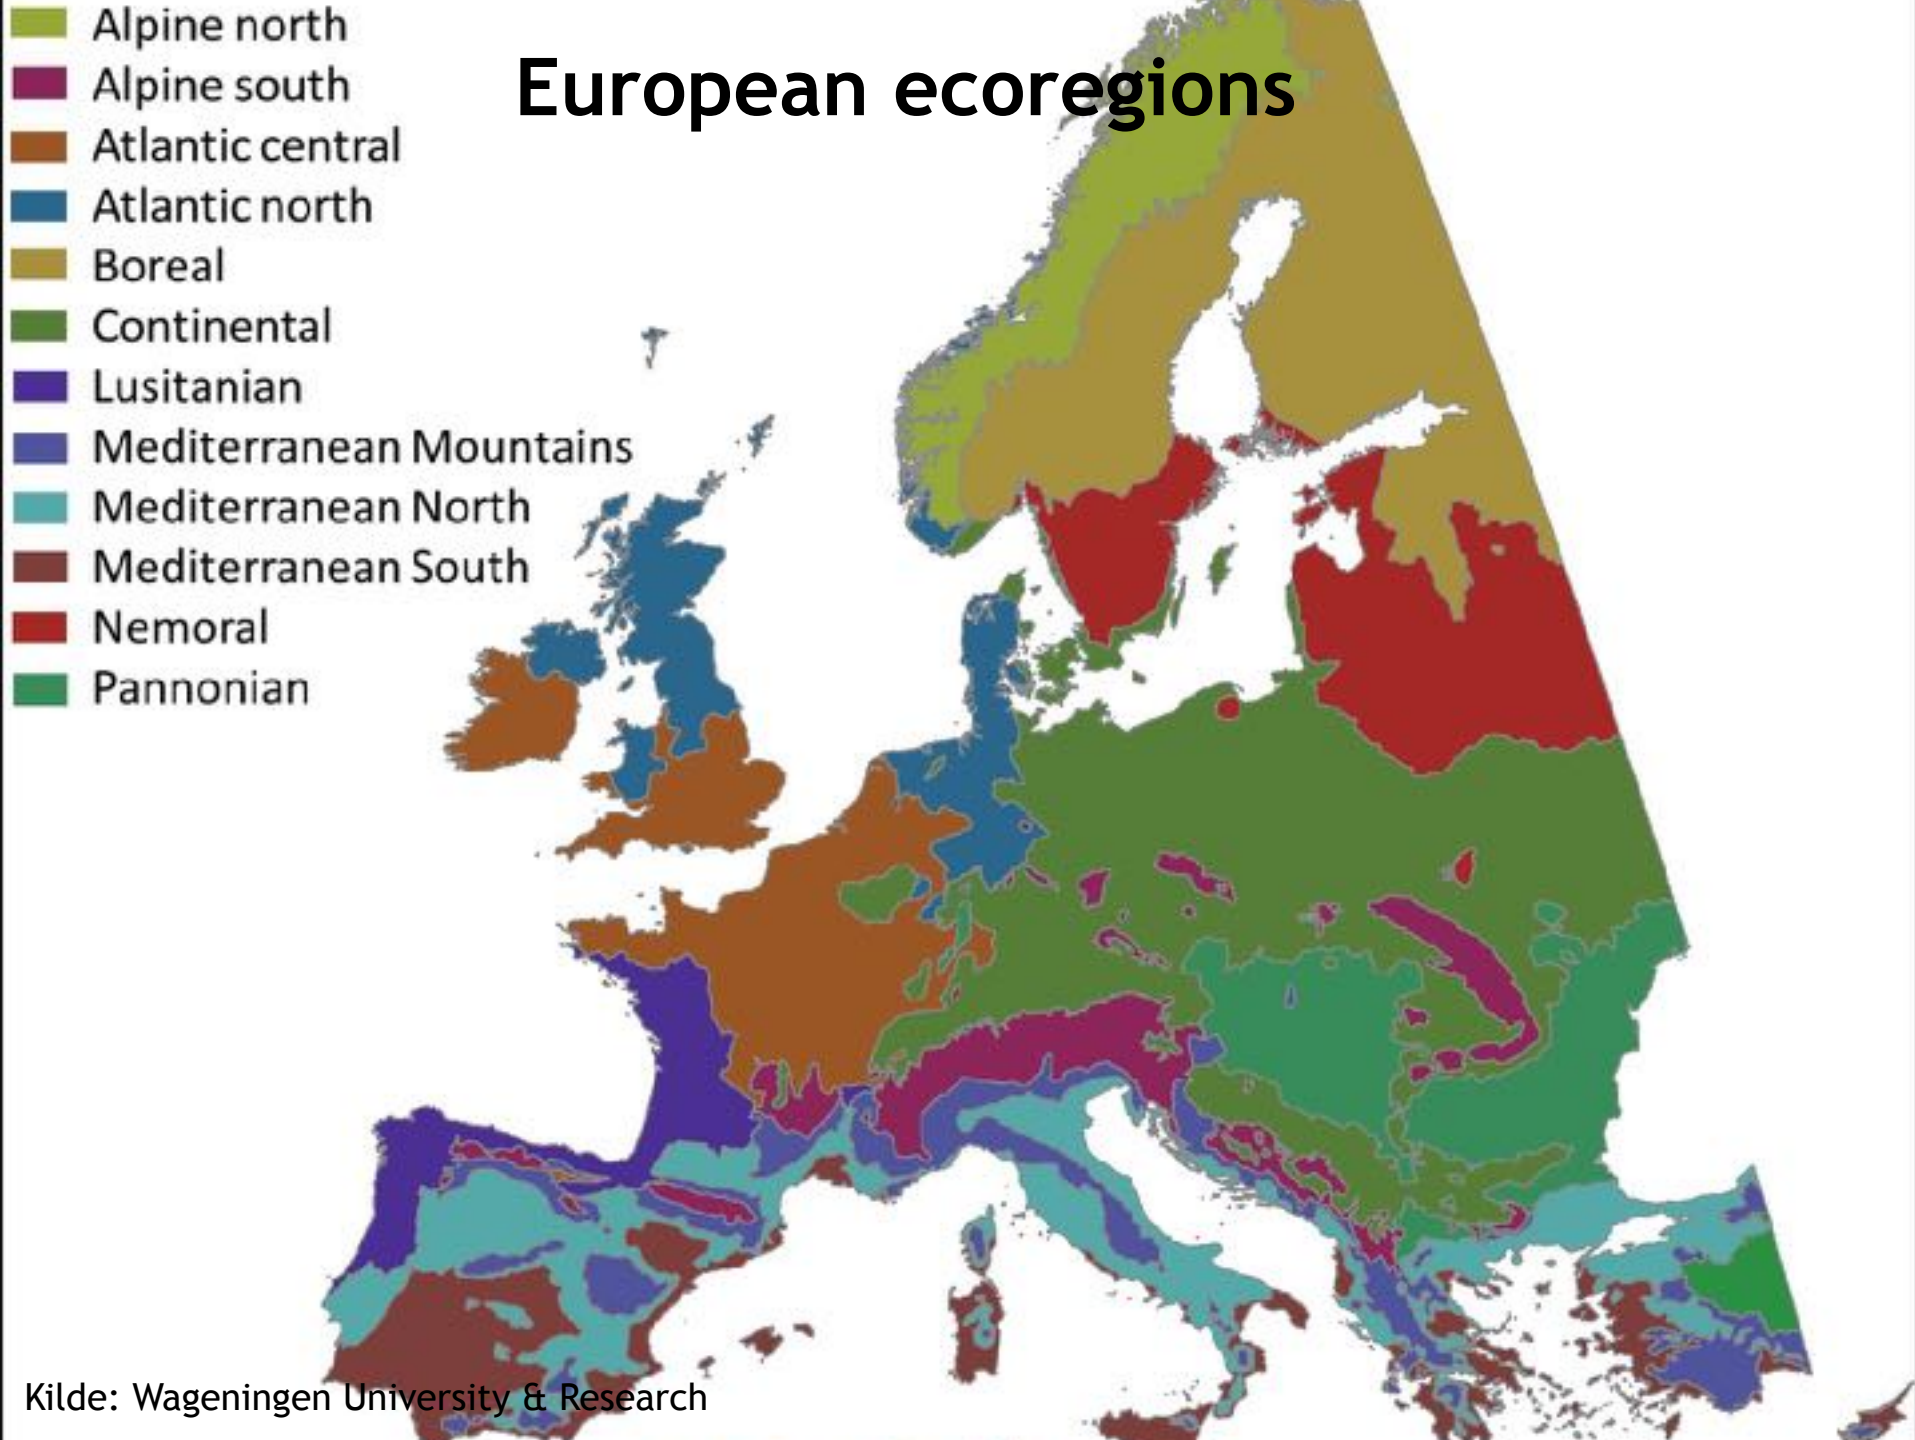 European ecoregions
Alpine north
Alpine south
Atlantic central
Atlantic north
Boreal
Continental
Lusitanian
Mediterranean Mountains
Mediterranean North
Mediterranean South
Nemoral
Pannonian
Kilde: Wageningen University & Research